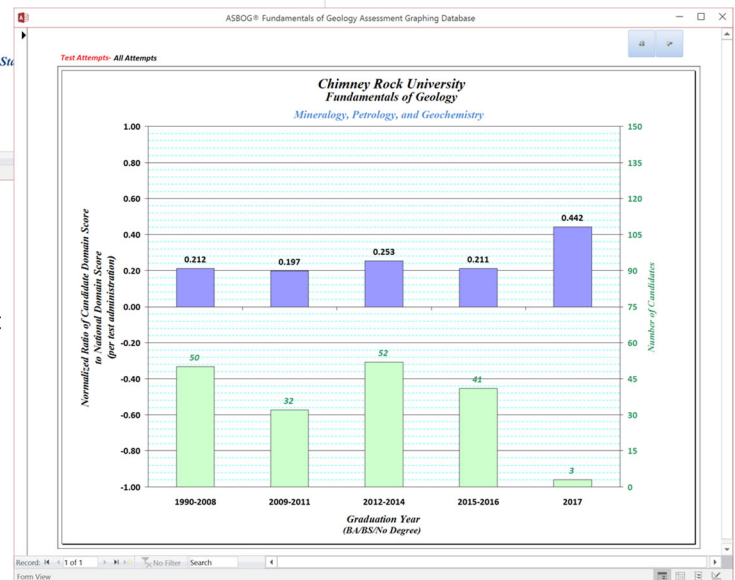 ASBOG® Fundamentals of Geology Assessment Graphing Database
Test Attempts- All Attempts
Chimney Rock University
Fundamentals of Geology
Mineralogy, Petrology, and Geochemistry
1.00
0.80
0.60
0.40
0.20
0.00
-0.20
-0.40
-0.60
-0.80
-1.00
150
135
120
105
90
75
60
45
30
15
0
Normalized Ratio of Candidate Domain Score
to National Domain Score
(per test administration)
Number of Candidates
0.212
0.197
0.253
0.211
0.442
50
32
52
41
3
1990-2008
2009-2011
2012-2014
2015-2016
2017
Graduation Year
(BA/BS/No Degree)
Record: 1 of 1 No Filter Search
Form View